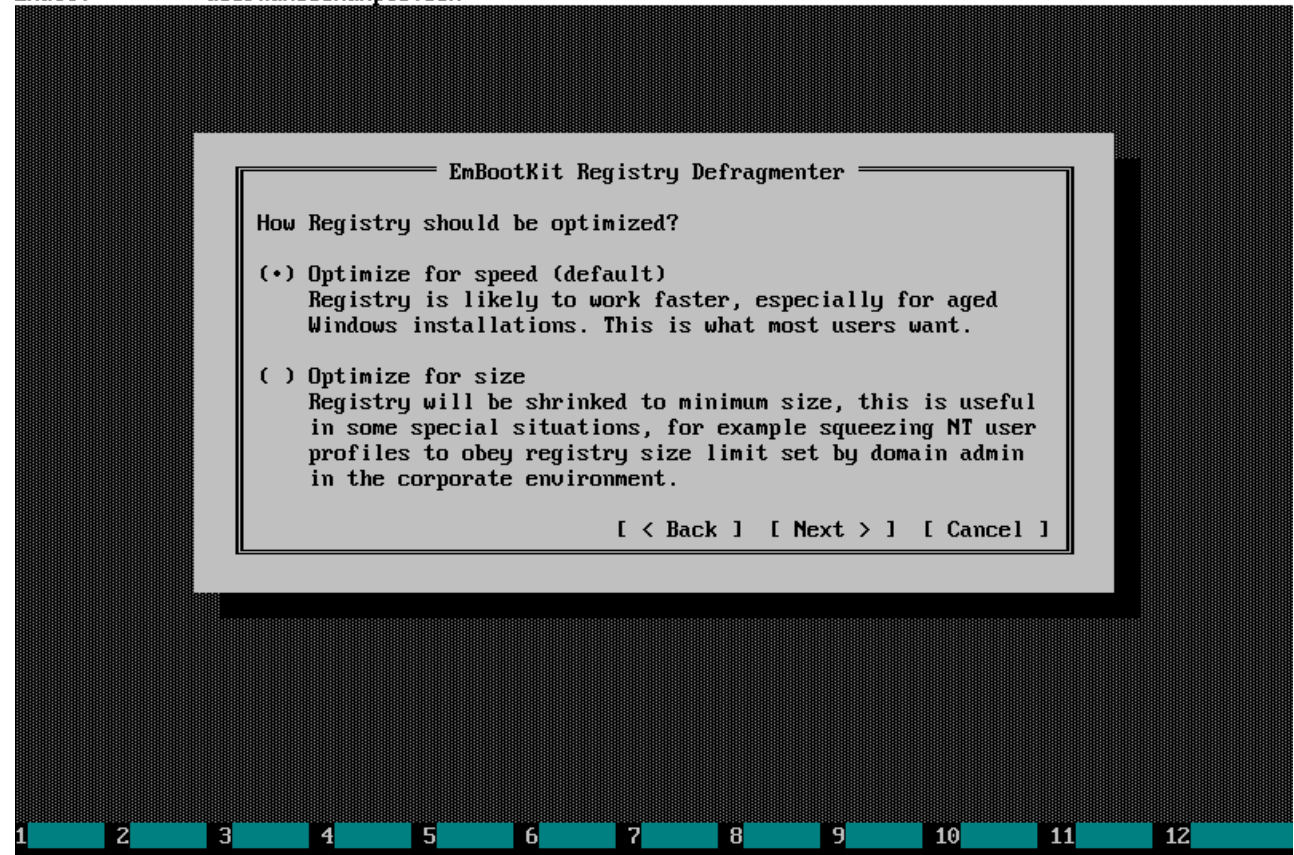 EmBootKit Registry Defragmenter
How Registry should be optimized?
(•) Optimize for speed (default)
Registry is likely to work faster, especially for aged
Windows installations. This is what most users want.
( ) Optimize for size
Registry will be shrinked to minimum size, this is useful
in some special situations, for example squeezing NT user
profiles to obey registry size limit set by domain admin
in the corporate environment.
[ < Back ] [ Next > ] [ Cancel ]
1 2 3 4 5 6 7 8 9 10 11 12